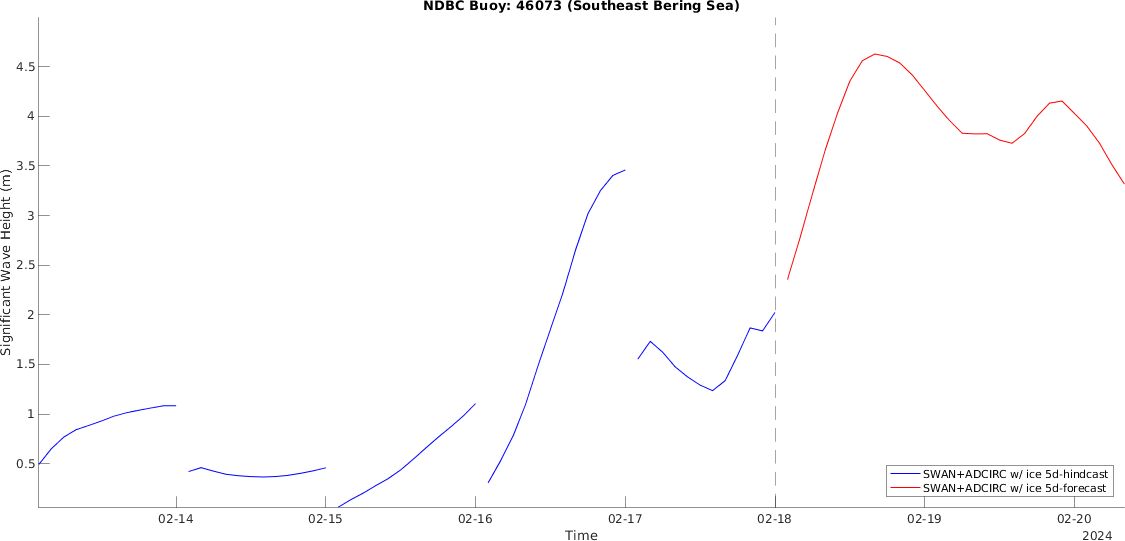 NDBC Buoy: 46073 (Southeast Bering Sea)
4.5
4
3.5
3
2.5
2
1.5
1
0.5
Significant Wave Height (m)
SWAN+ADCIRC w/ ice 5d-hindcast
SWAN+ADCIRC w/ ice 5d-forecast
02-14 02-15 02-16 02-17 02-18 02-19 02-20
Time
2024